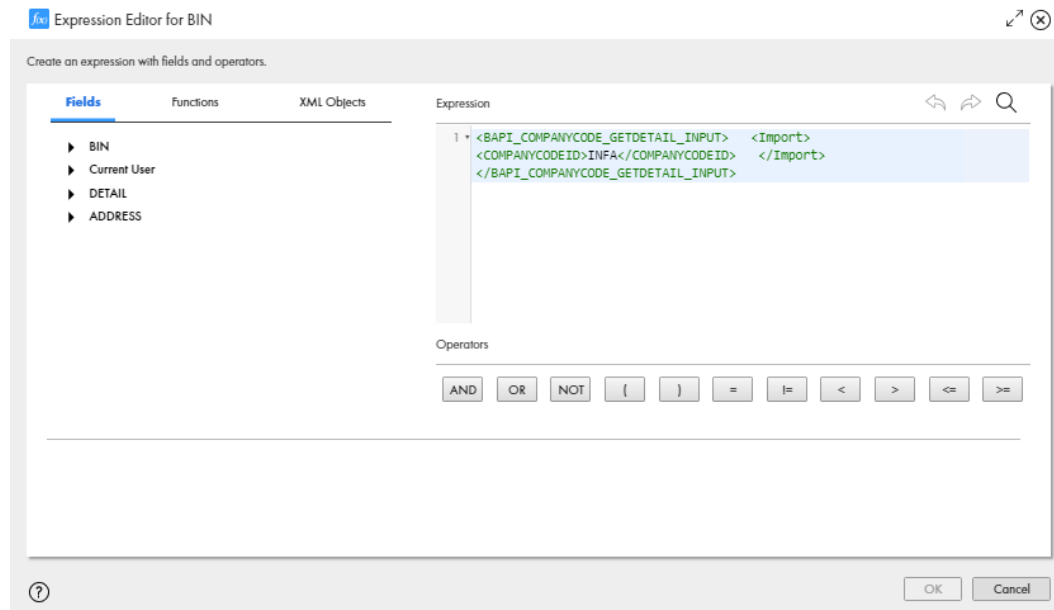 fxx Expression Editor for BIN
Create an expression with fields and operators.
Fields Functions XML Objects
BIN
Current User
DETAIL
ADDRESS
Expression
1 <BAPI_COMPANYCODE_GETDETAIL_INPUT> <Import>
<COMPANYCODEID>INFA</COMPANYCODEID> </Import>
</BAPI_COMPANYCODE_GETDETAIL_INPUT>
Operators
AND OR NOT ( ) = != < > <= >=
? OK Cancel